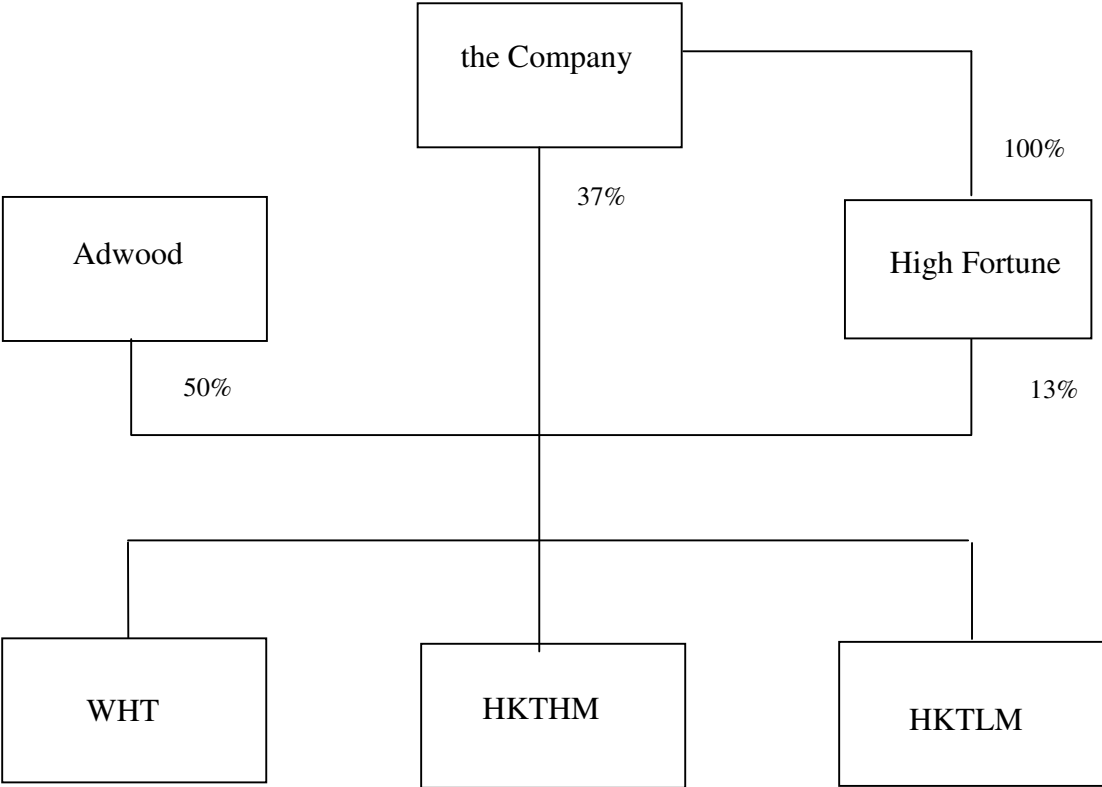 the Company
100%
37%
Adwood
High Fortune
50%
13%
WHT
HKTHM
HKTLM